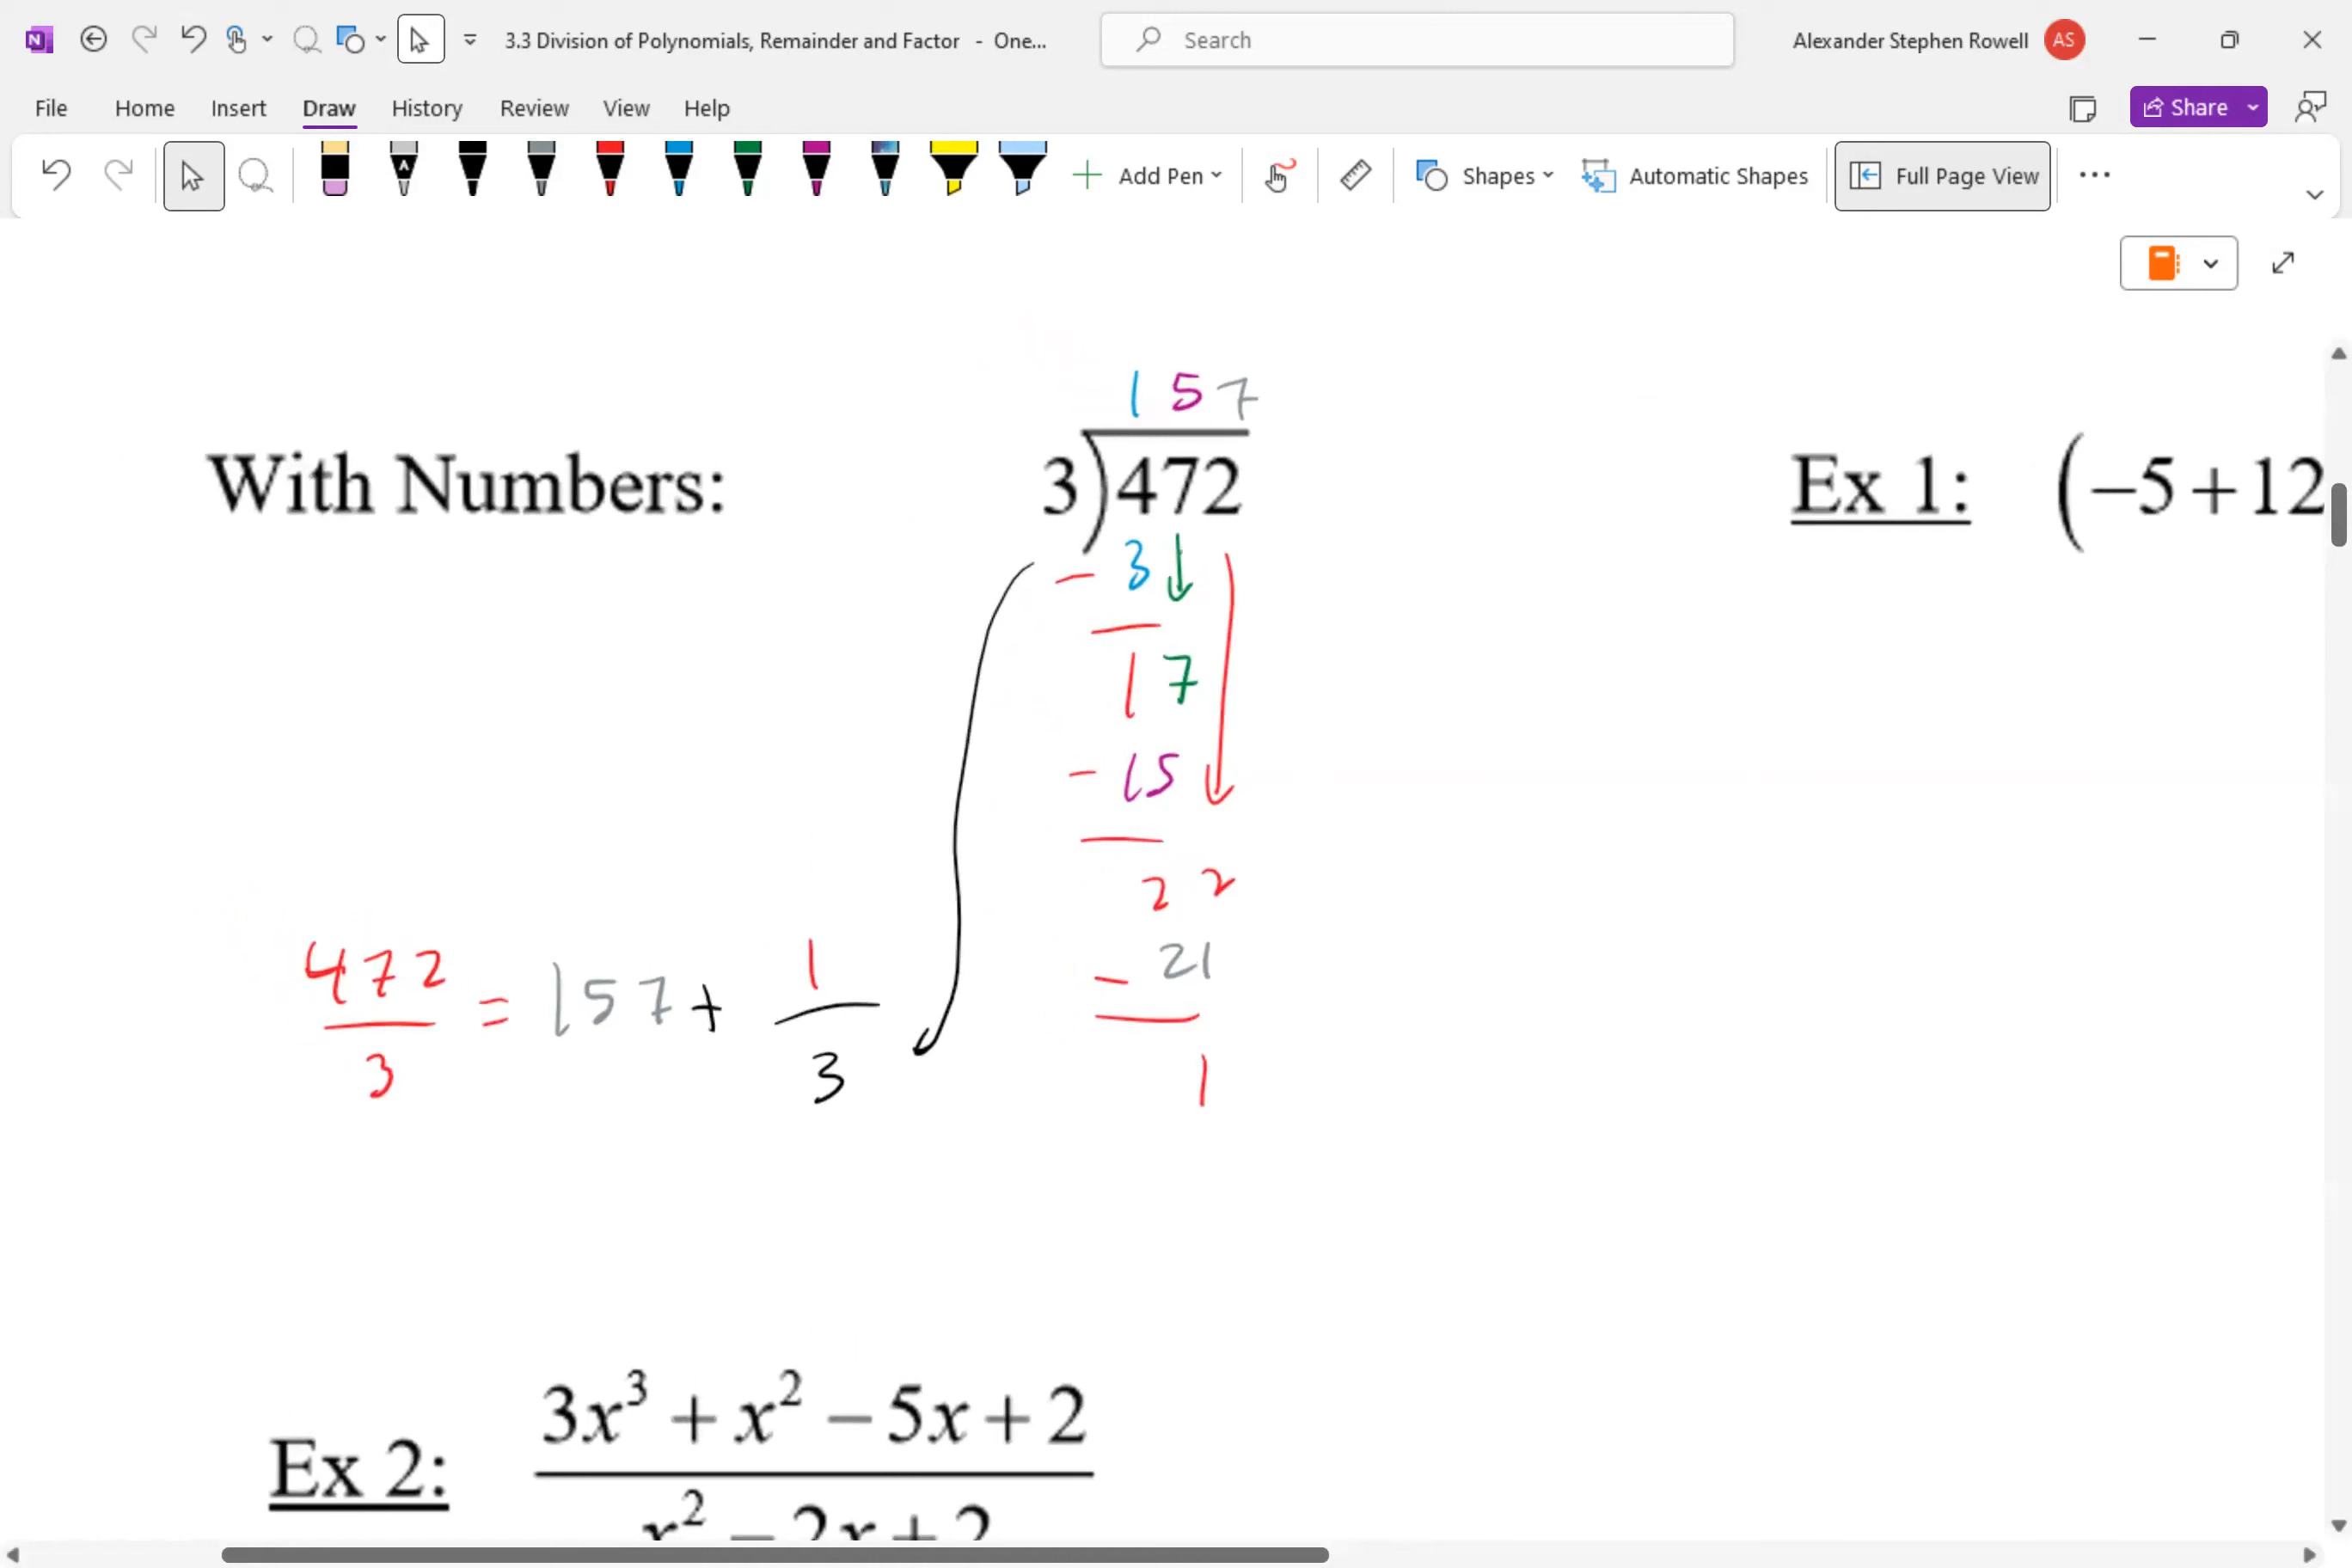 3.3 Division of Polynomials, Remainder and Factor - One...
Search
Alexander Stephen Rowell AS
File Home Insert Draw History Review View Help
Share
Add Pen
Shapes
Automatic Shapes
Full Page View
157
With Numbers:
3)472
Ex 1: (−5+12
− 3
17
− 15
22
− 21
1
472/3 = 157 + 1/3
Ex 2: 3x³ + x² − 5x + 2
x² − 2x + 2